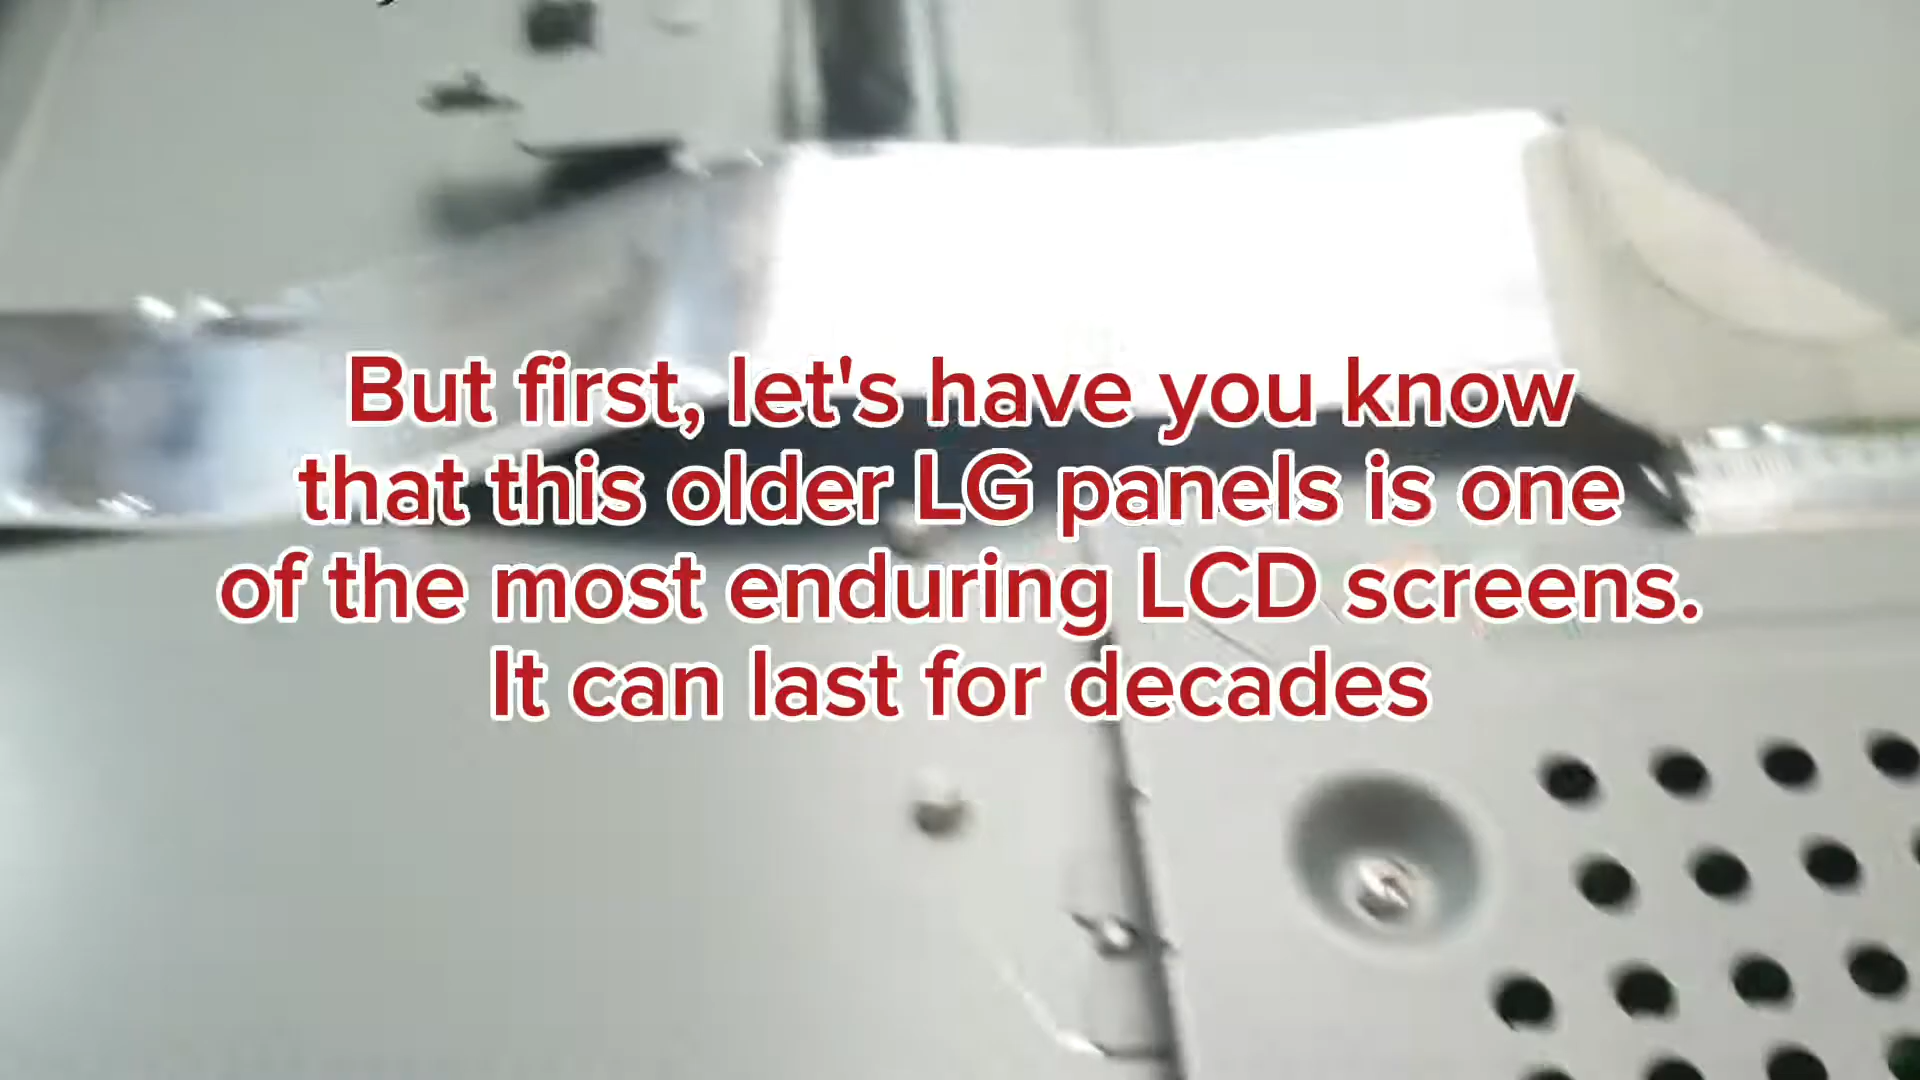 But first, let's have you know
that this older LG panels is one
of the most enduring LCD screens.
It can last for decades